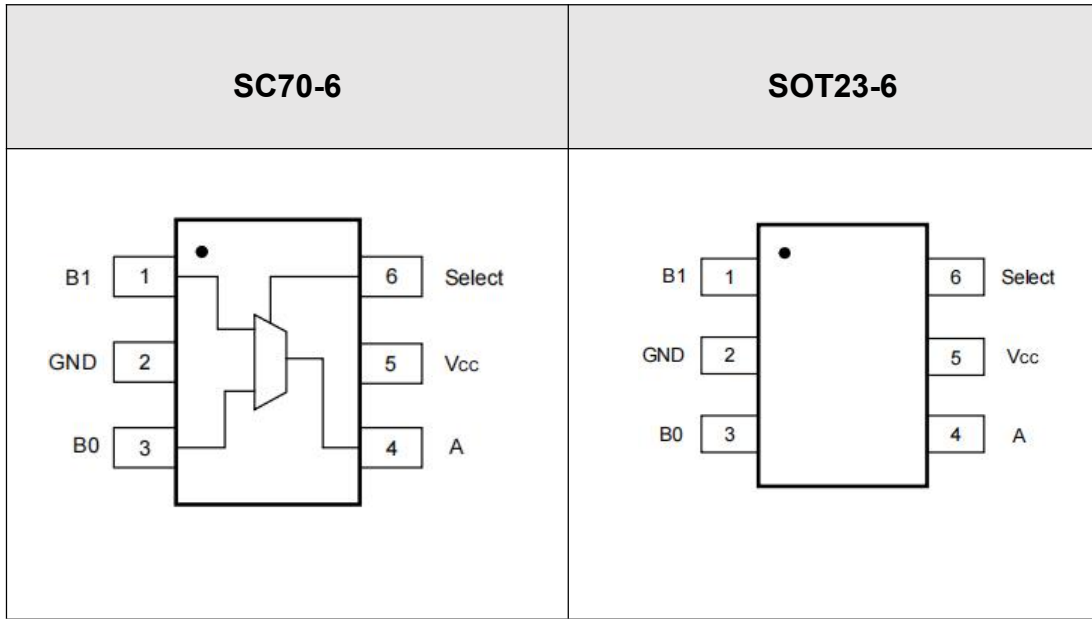 SC70-6
SOT23-6
B1 1 6 Select
GND 2 5 Vcc
B0 3 4 A
B1 1 6 Select
GND 2 5 Vcc
B0 3 4 A